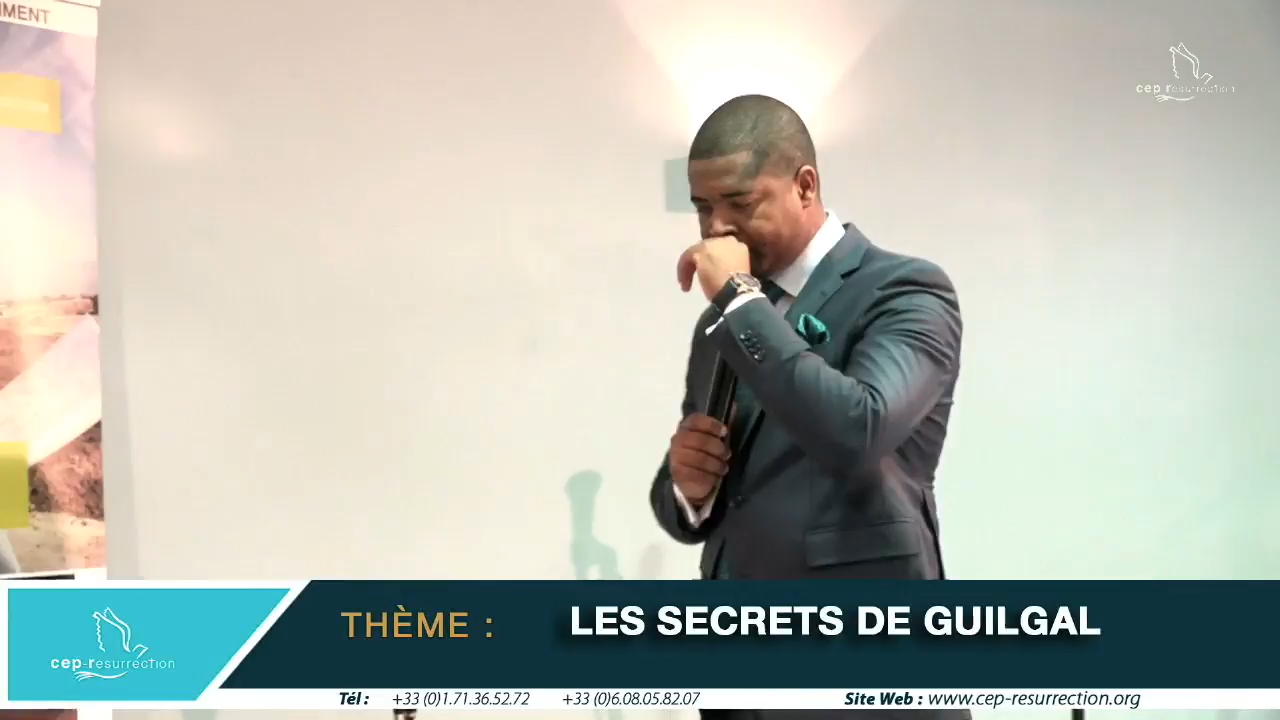 cep resurrection
THÈME : LES SECRETS DE GUILGAL
cep-resurrection
Tél : +33 (0)1.71.36.52.72 +33 (0)6.08.05.82.07 Site Web : www.cep-resurrection.org